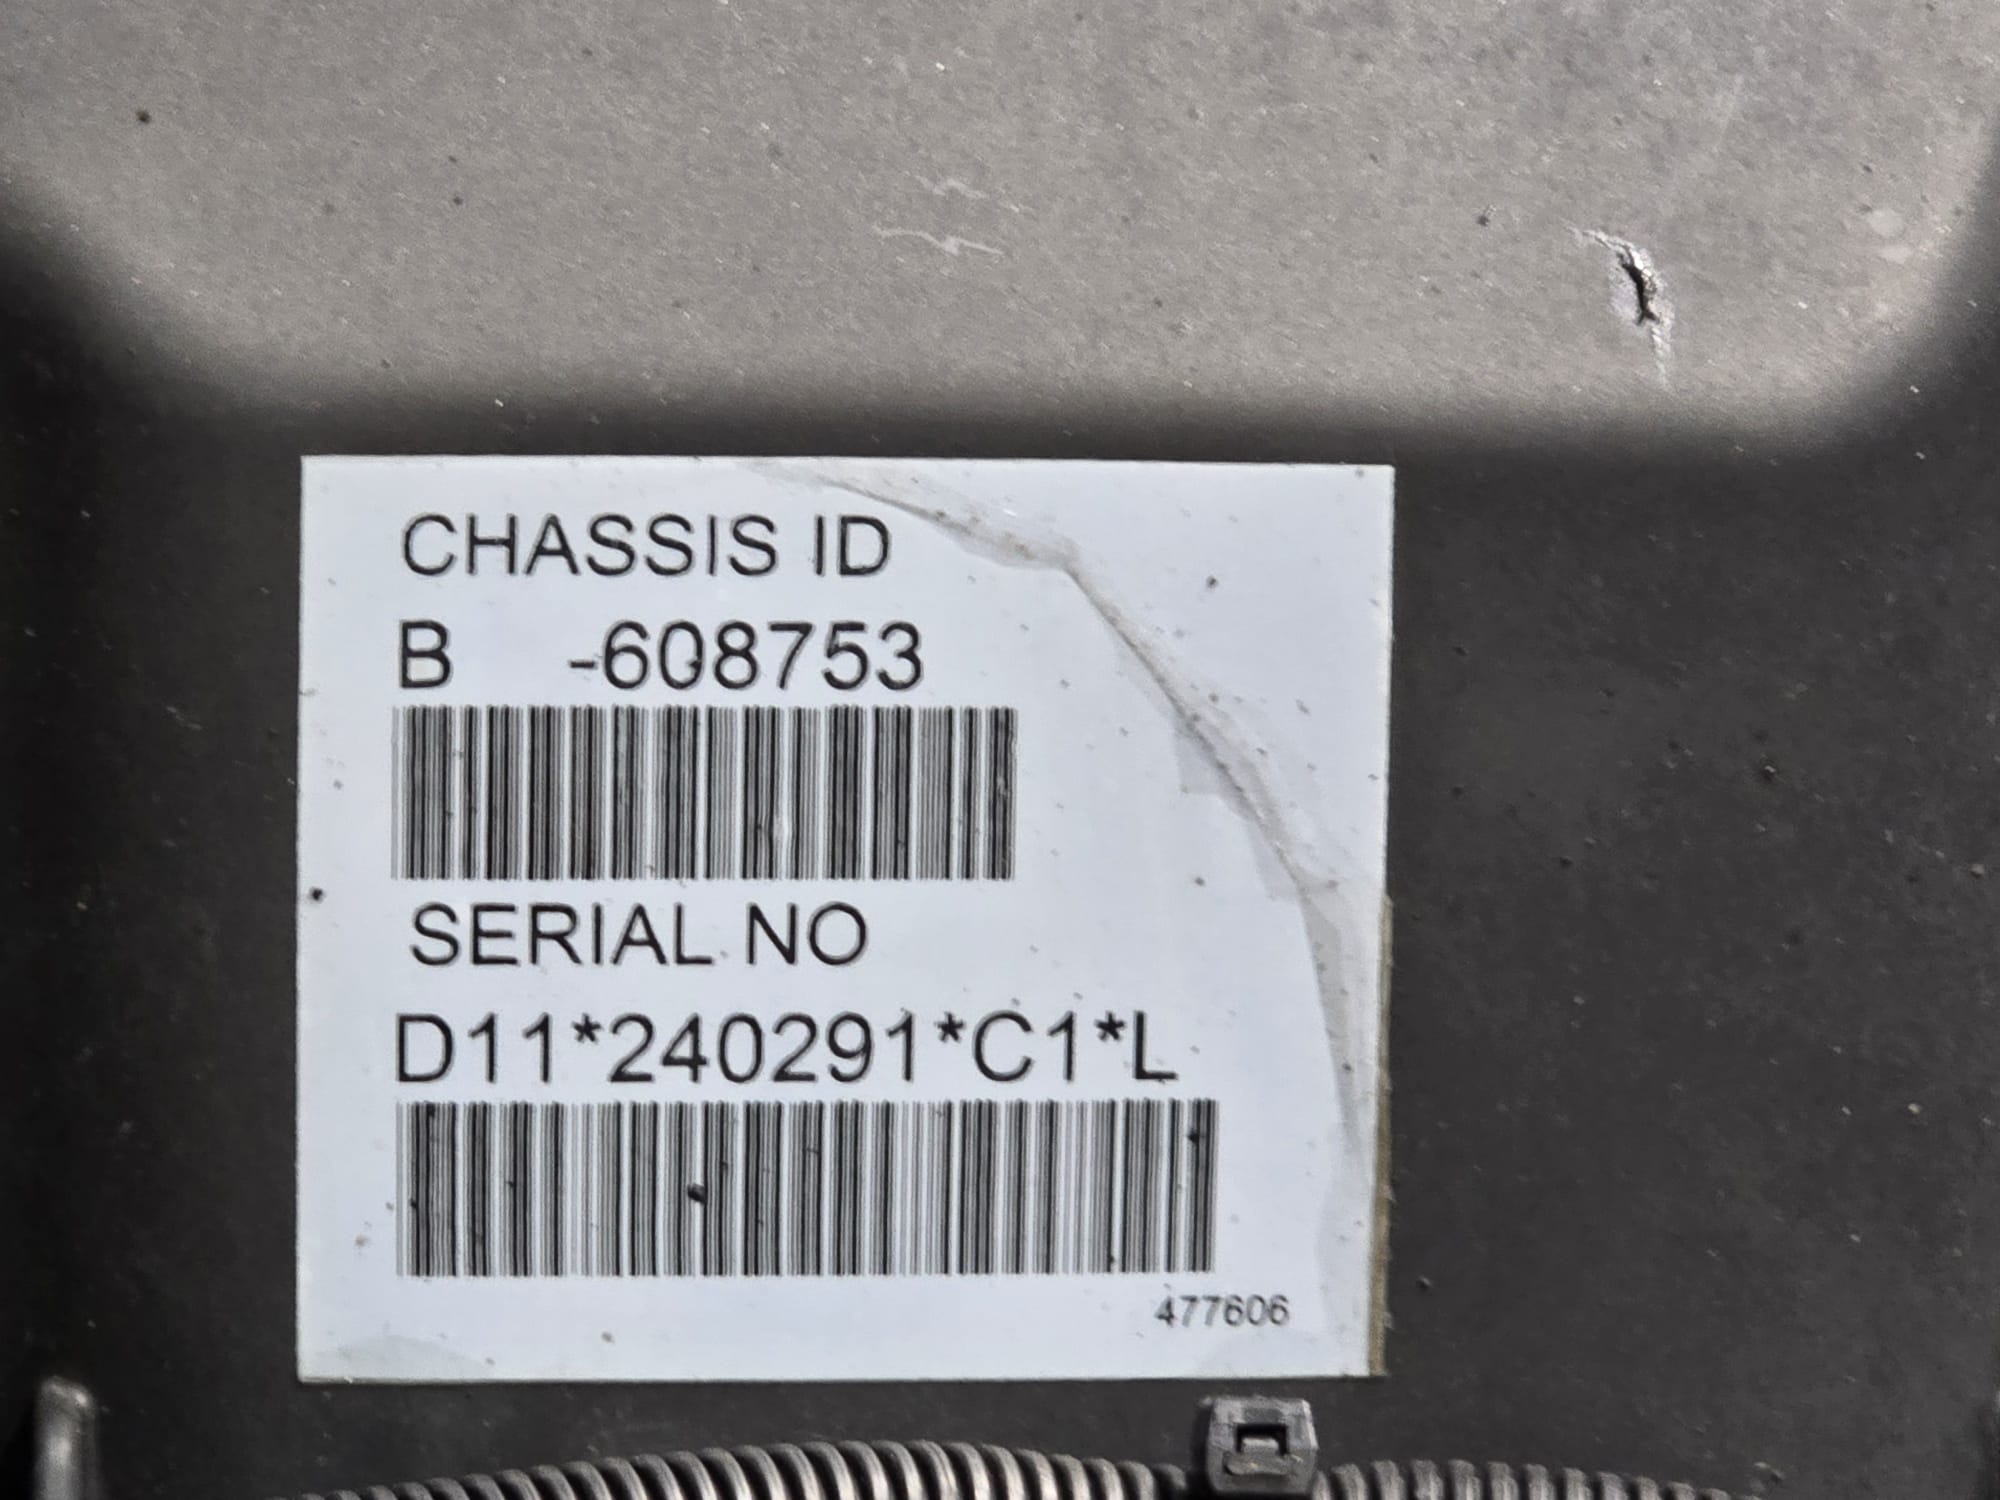 CHASSIS ID
B -608753
SERIAL NO
D11*240291*C1*L
477606